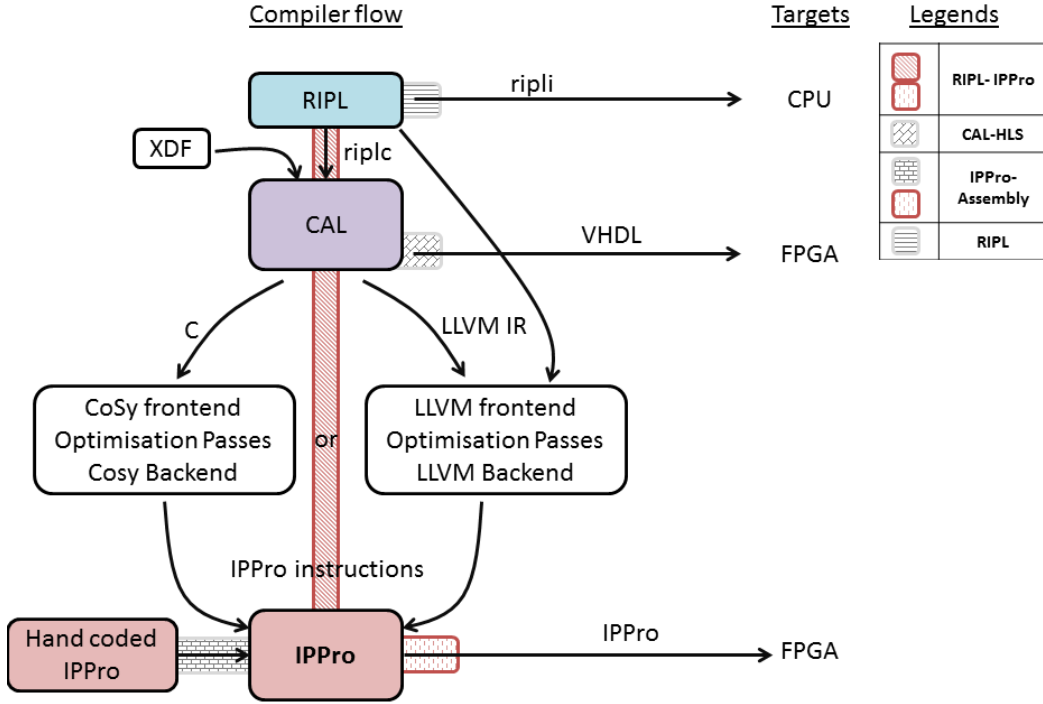 Compiler flow
Targets
Legends
RIPL
ripli
CPU
RIPL- IPPro
XDF
riplc
CAL-HLS
CAL
VHDL
FPGA
IPPro-
Assembly
RIPL
C
LLVM IR
CoSy frontend
Optimisation Passes
Cosy Backend
or
LLVM frontend
Optimisation Passes
LLVM Backend
IPPro instructions
Hand coded
IPPro
IPPro
IPPro
FPGA